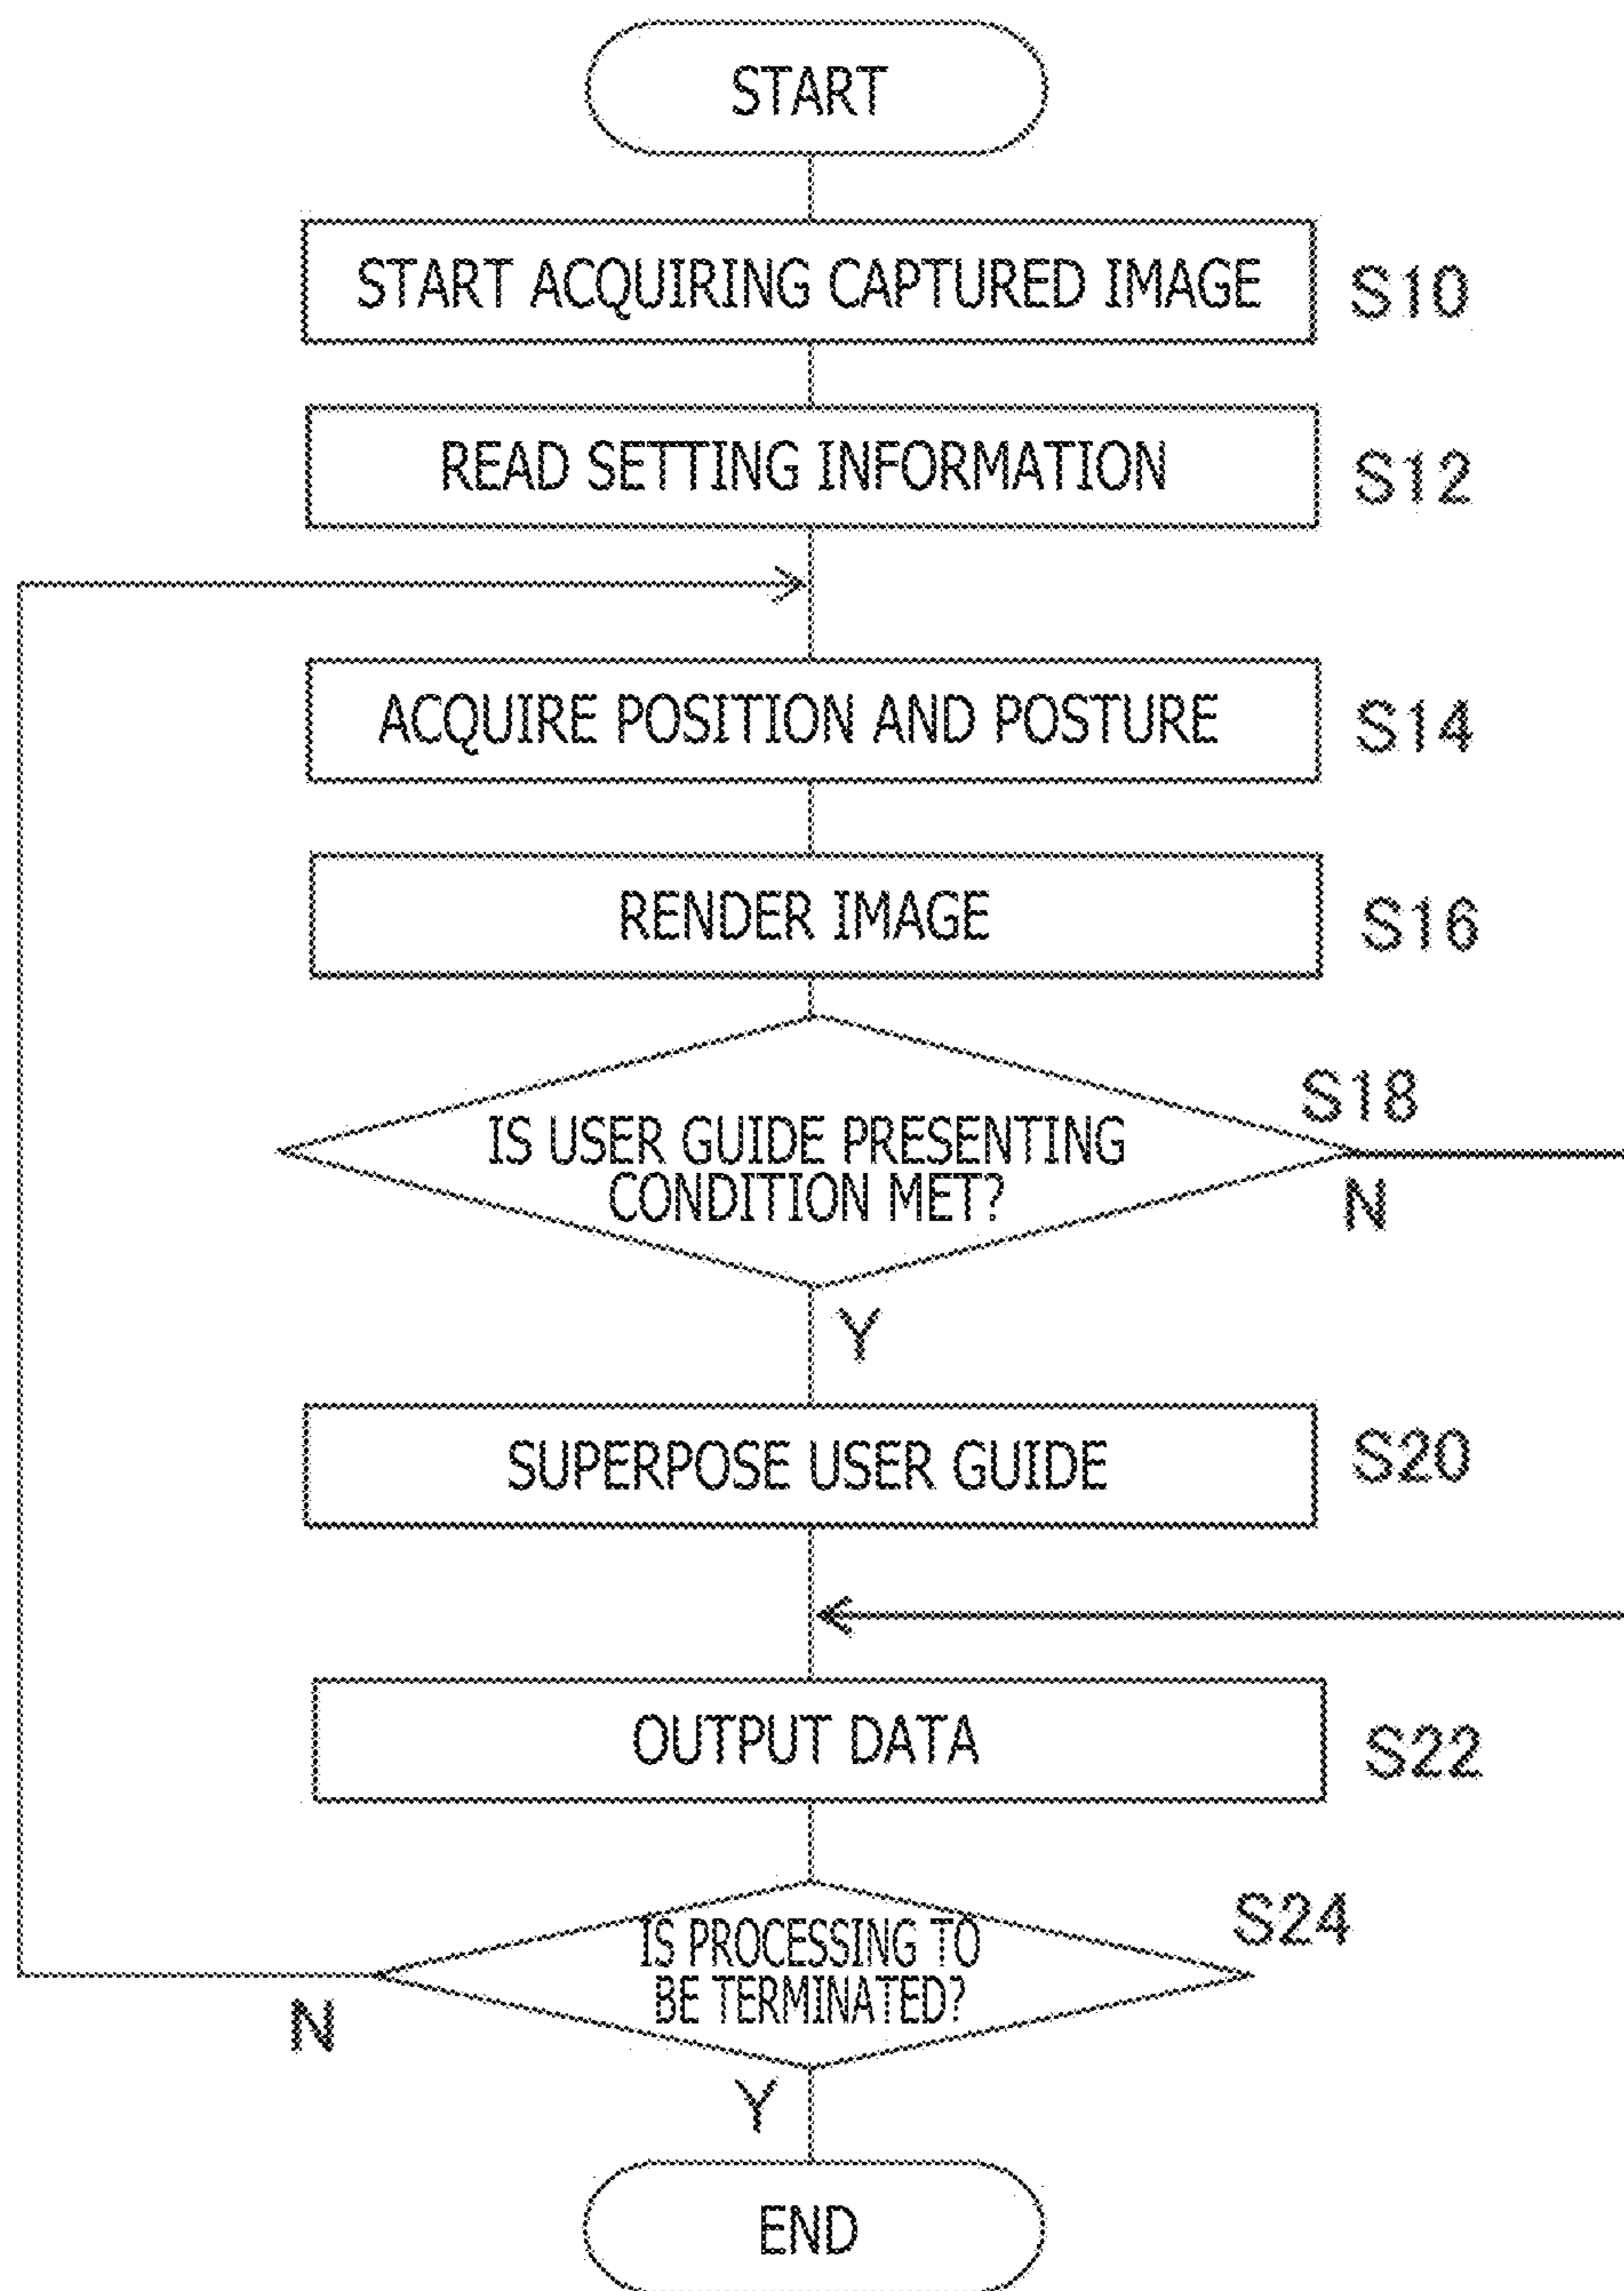 START
START ACQUIRING CAPTURED IMAGE
S10
READ SETTING INFORMATION
S12
ACQUIRE POSITION AND POSTURE
S14
RENDER IMAGE
S16
S18
IS USER GUIDE PRESENTING
CONDITION MET?
N
Y
SUPERPOSE USER GUIDE
S20
OUTPUT DATA
S22
S24
IS PROCESSING TO
BE TERMINATED?
N
Y
END